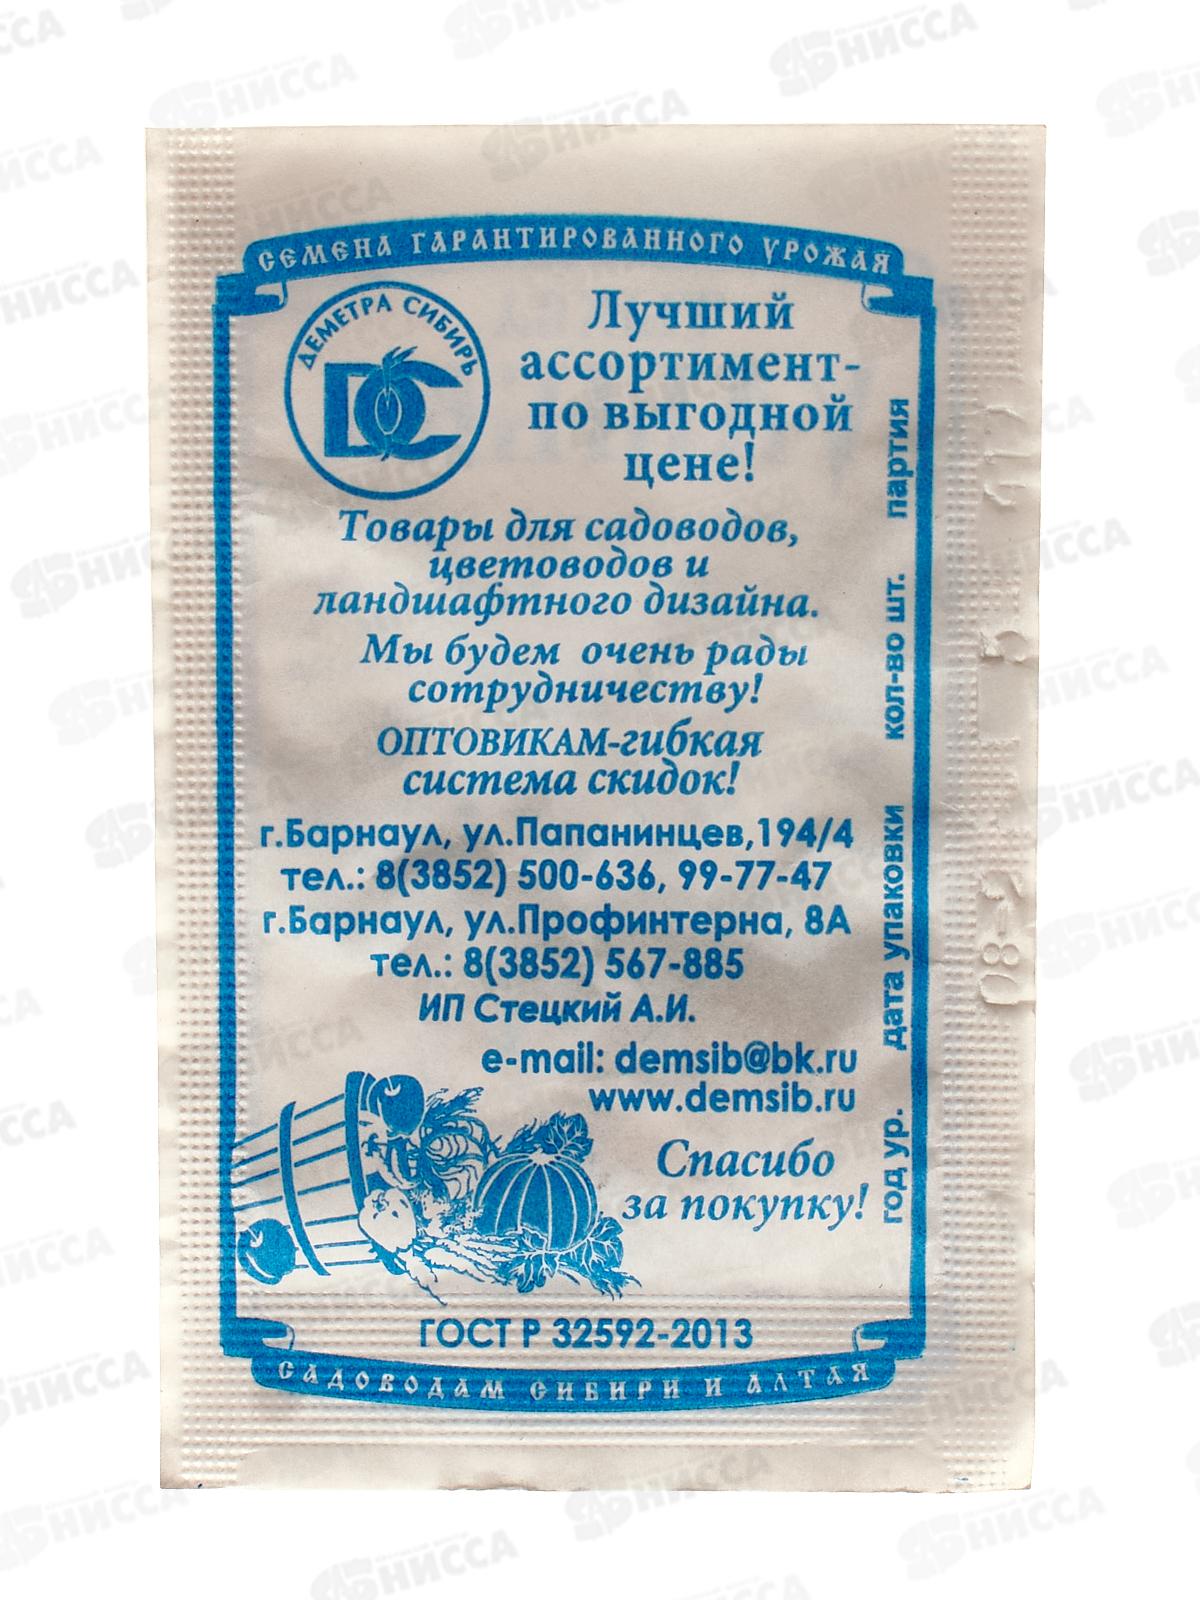 СЕМЕНА ГАРАНТИРОВАННОГО УРОЖАЯ
ДЕМЕТРА СИБИРЬ
DC
Лучший
ассортимент-
по выгодной
цене!
Товары для садоводов,
цветоводов и
ландшафтного дизайна.
Мы будем очень рады
сотрудничеству!
ОПТОВИКАМ-гибкая
система скидок!
г.Барнаул, ул.Папанинцев,194/4
тел.: 8(3852) 500-636, 99-77-47
г.Барнаул, ул.Профинтерна, 8А
тел.: 8(3852) 567-885
ИП Стецкий А.И.
e-mail: demsib@bk.ru
www.demsib.ru
Спасибо
за покупку!
год ур. дата упаковки кол-во шт. партия
ГОСТ Р 32592-2013
САДОВОДАМ СИБИРИ И АЛТАЯ
НИССА